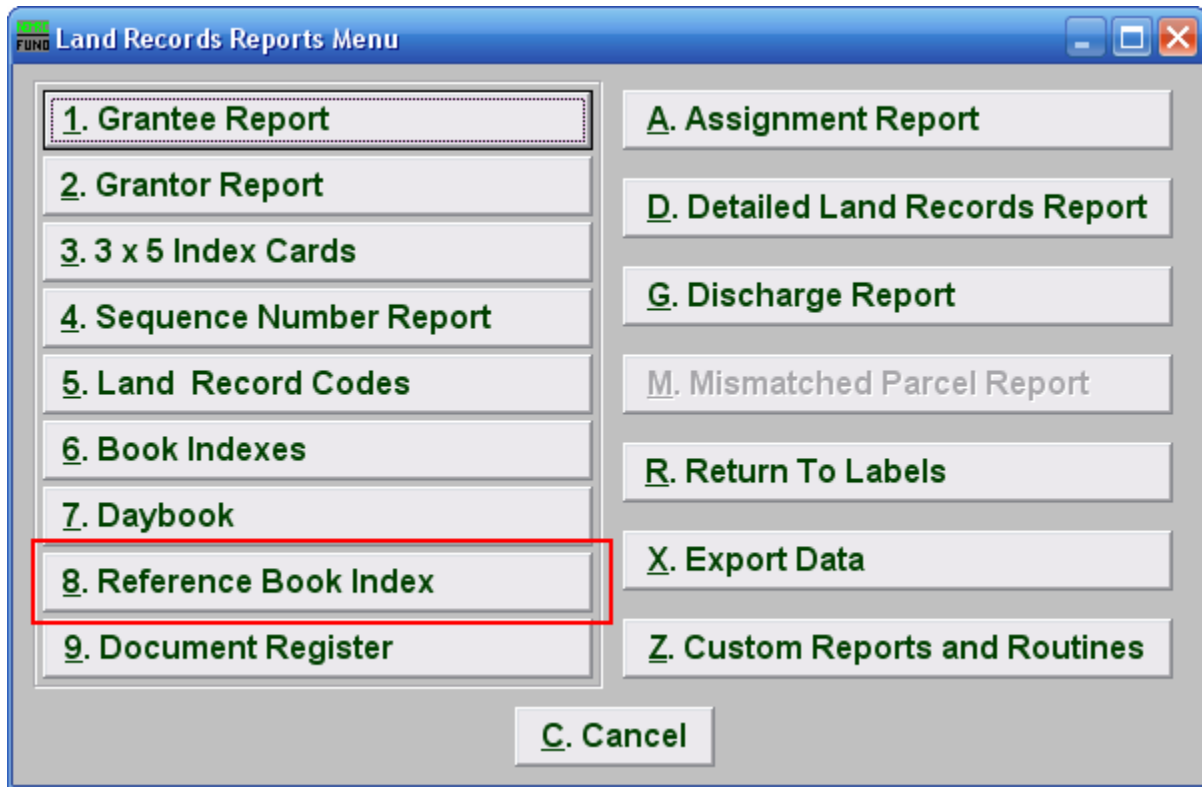 NEMRC
FUND Land Records Reports Menu
1. Grantee Report
2. Grantor Report
3. 3 x 5 Index Cards
4. Sequence Number Report
5. Land Record Codes
6. Book Indexes
7. Daybook
8. Reference Book Index
9. Document Register
A. Assignment Report
D. Detailed Land Records Report
G. Discharge Report
M. Mismatched Parcel Report
R. Return To Labels
X. Export Data
Z. Custom Reports and Routines
C. Cancel